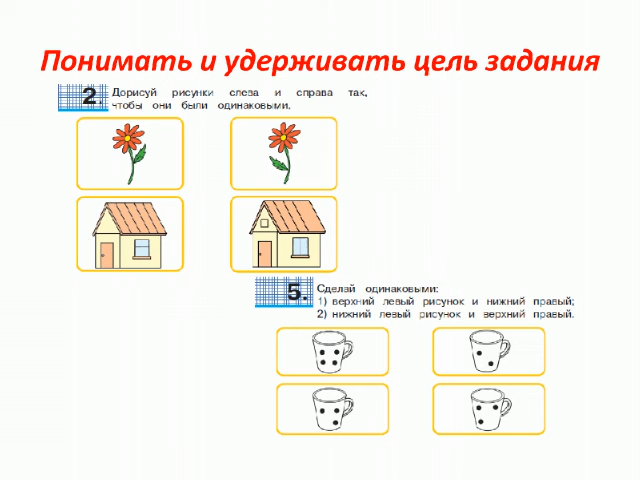 Понимать и удерживать цель задания
2. Дорисуй рисунки слева и справа так,
чтобы они были одинаковыми.
5. Сделай одинаковыми:
1) верхний левый рисунок и нижний правый;
2) нижний левый рисунок и верхний правый.